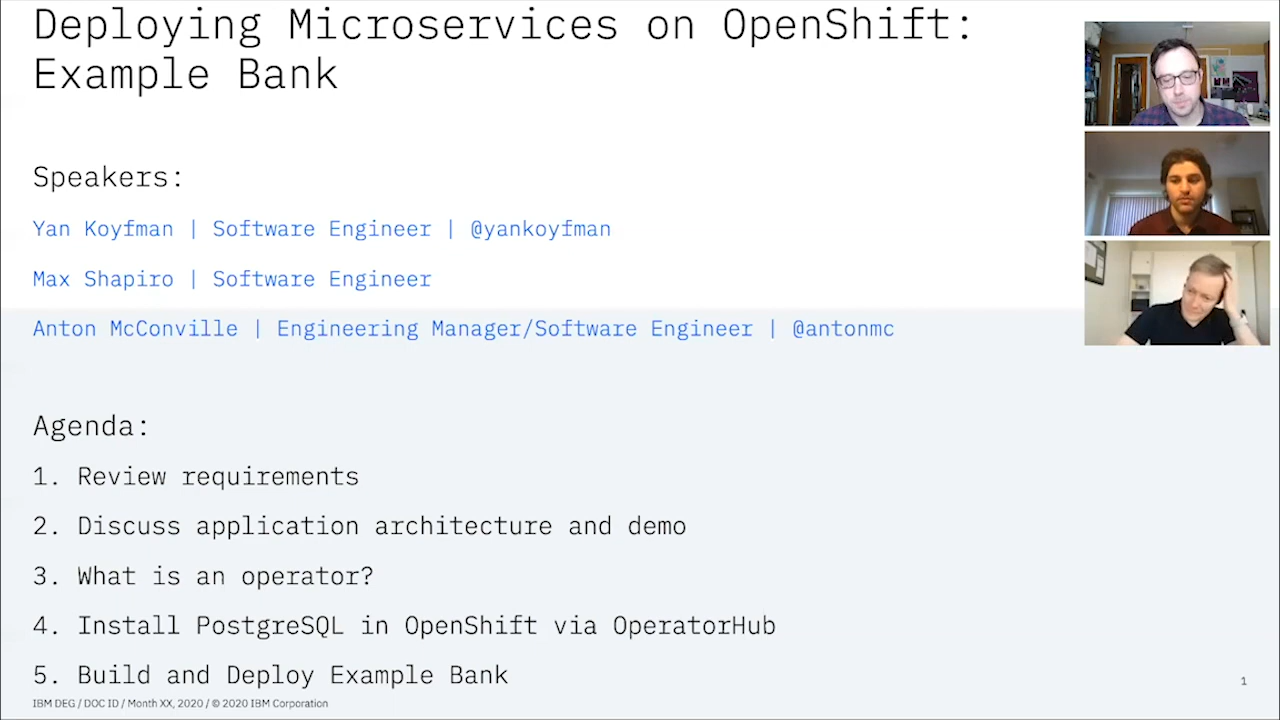 Deploying Microservices on OpenShift:
Example Bank
Speakers:
Yan Koyfman | Software Engineer | @yankoyfman
Max Shapiro | Software Engineer
Anton McConville | Engineering Manager/Software Engineer | @antonmc
Agenda:
1. Review requirements
2. Discuss application architecture and demo
3. What is an operator?
4. Install PostgreSQL in OpenShift via OperatorHub
5. Build and Deploy Example Bank
IBM DEG / DOC ID / Month XX, 2020 / © 2020 IBM Corporation
1